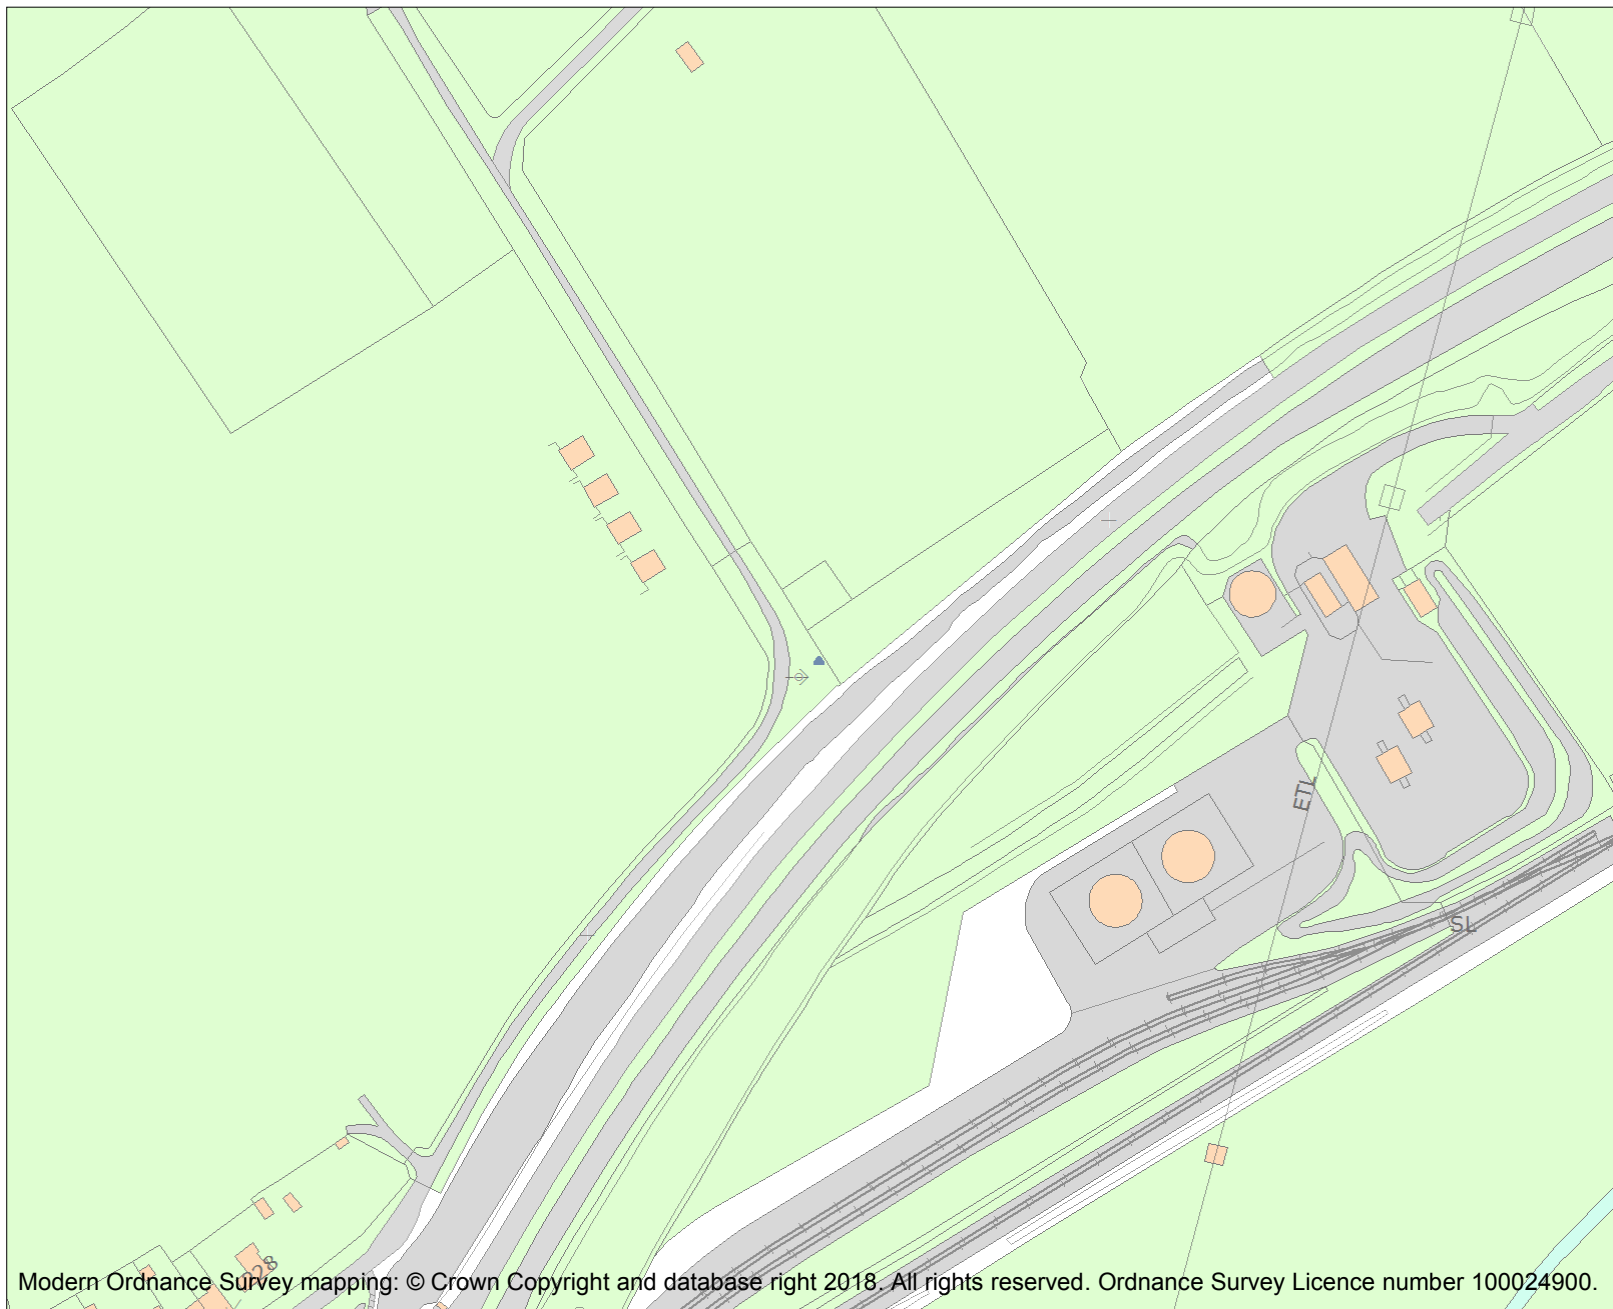 ETL
SL
228
Modern Ordnance Survey mapping: © Crown Copyright and database right 2018. All rights reserved. Ordnance Survey Licence number 100024900.